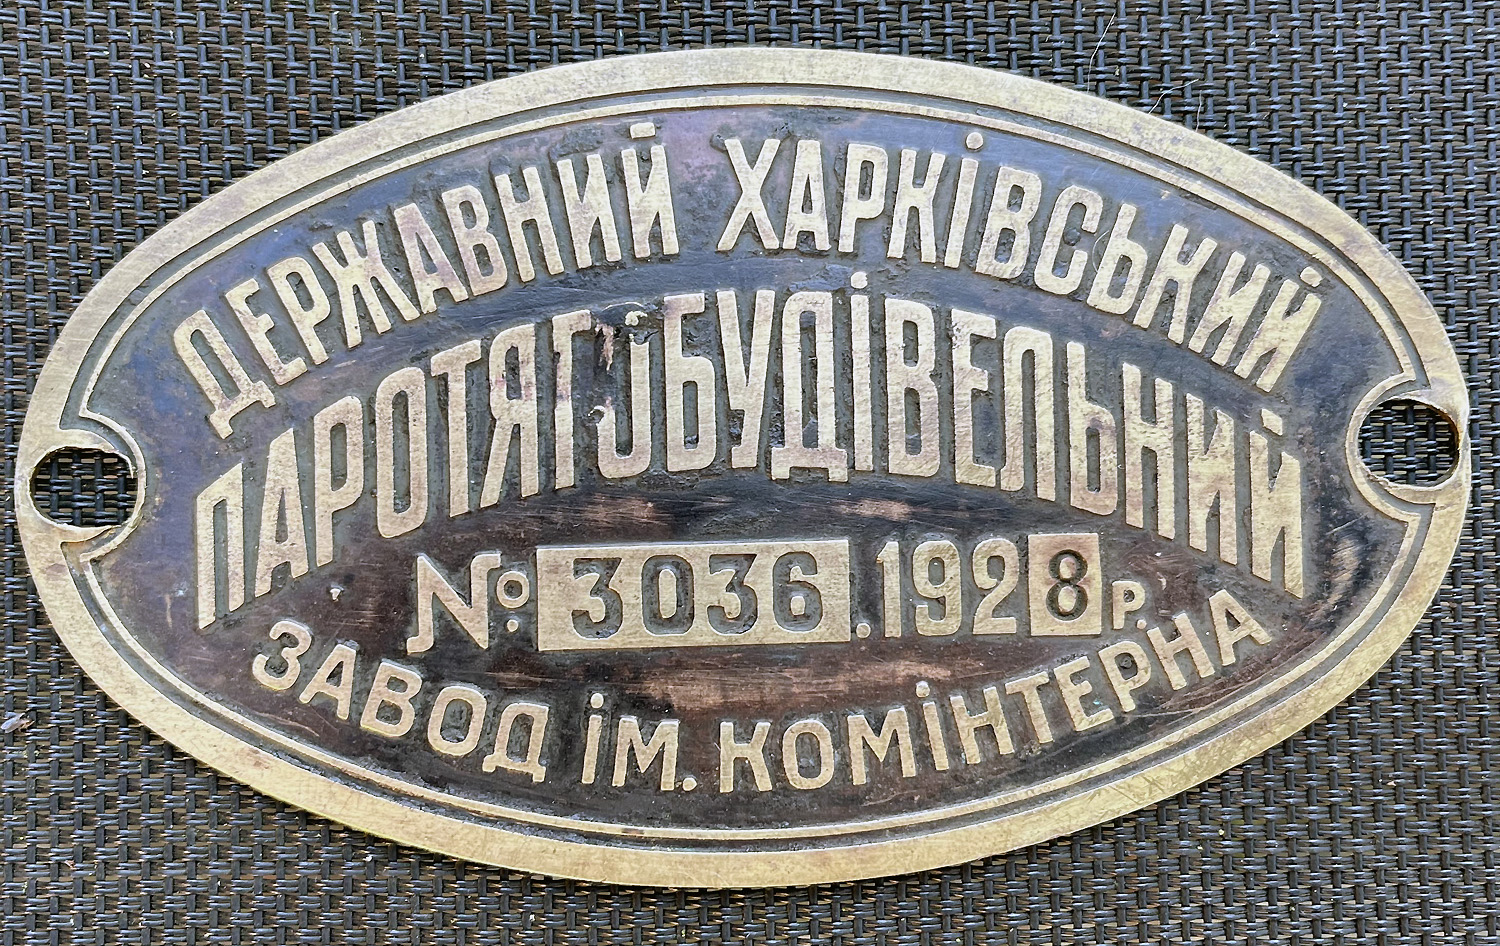 ДЕРЖАВНИЙ ХАРКІВСЬКИЙ
ПАРОТЯГОБУДІВЕЛЬНИЙ
№ 3036.1928 Р.
ЗАВОД ІМ. КОМІНТЕРНА